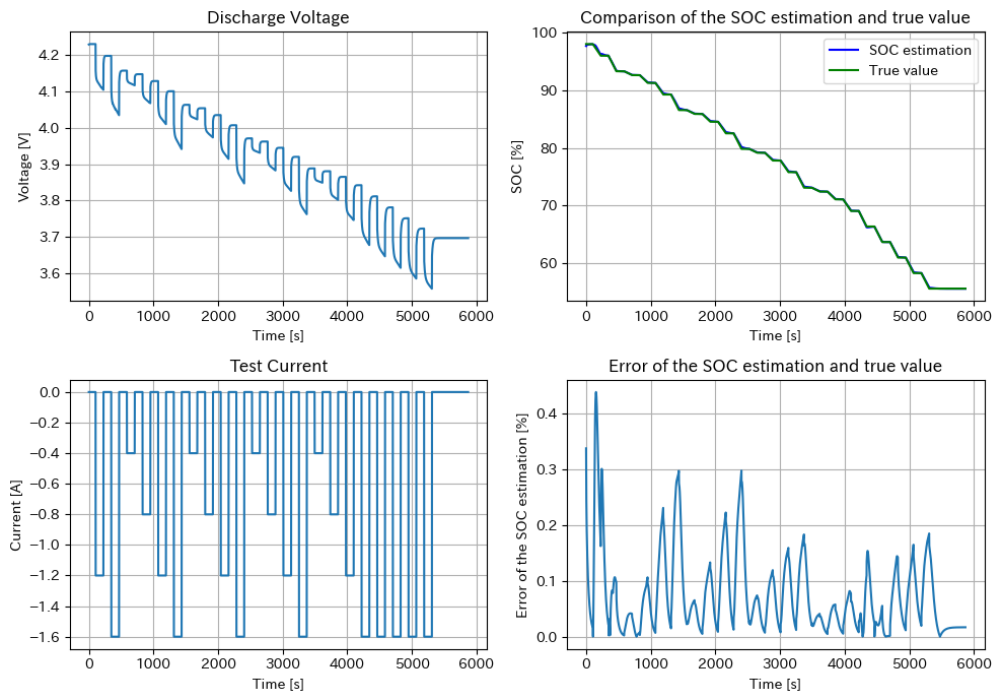 Discharge Voltage
Voltage [V]
4.2
4.1
4.0
3.9
3.8
3.7
3.6
0 1000 2000 3000 4000 5000 6000
Time [s]
Comparison of the SOC estimation and true value
SOC [%]
100
90
80
70
60
SOC estimation
True value
0 1000 2000 3000 4000 5000 6000
Time [s]
Test Current
Current [A]
0.0
−0.2
−0.4
−0.6
−0.8
−1.0
−1.2
−1.4
−1.6
0 1000 2000 3000 4000 5000 6000
Time [s]
Error of the SOC estimation and true value
Error of the SOC estimation [%]
0.4
0.3
0.2
0.1
0.0
0 1000 2000 3000 4000 5000 6000
Time [s]